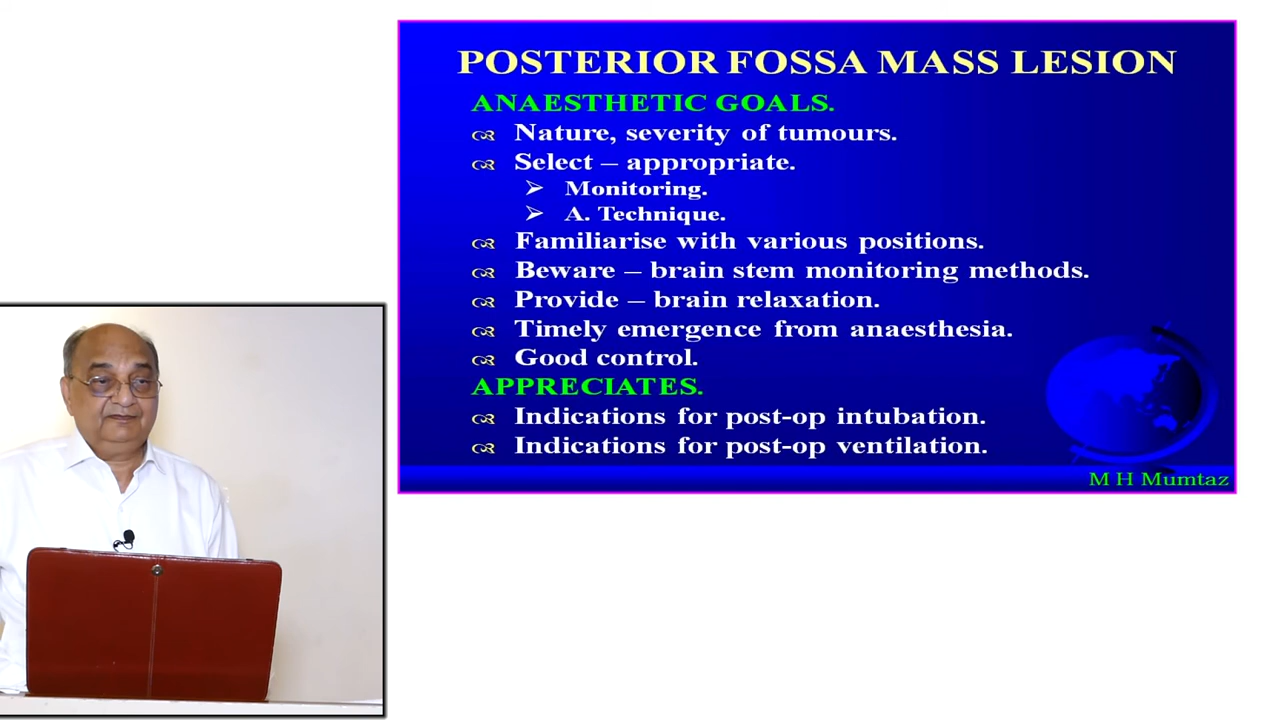 POSTERIOR FOSSA MASS LESION
ANAESTHETIC GOALS.
Nature, severity of tumours.
Select – appropriate.
Monitoring.
A. Technique.
Familiarise with various positions.
Beware – brain stem monitoring methods.
Provide – brain relaxation.
Timely emergence from anaesthesia.
Good control.
APPRECIATES.
Indications for post-op intubation.
Indications for post-op ventilation.
M H Mumtaz